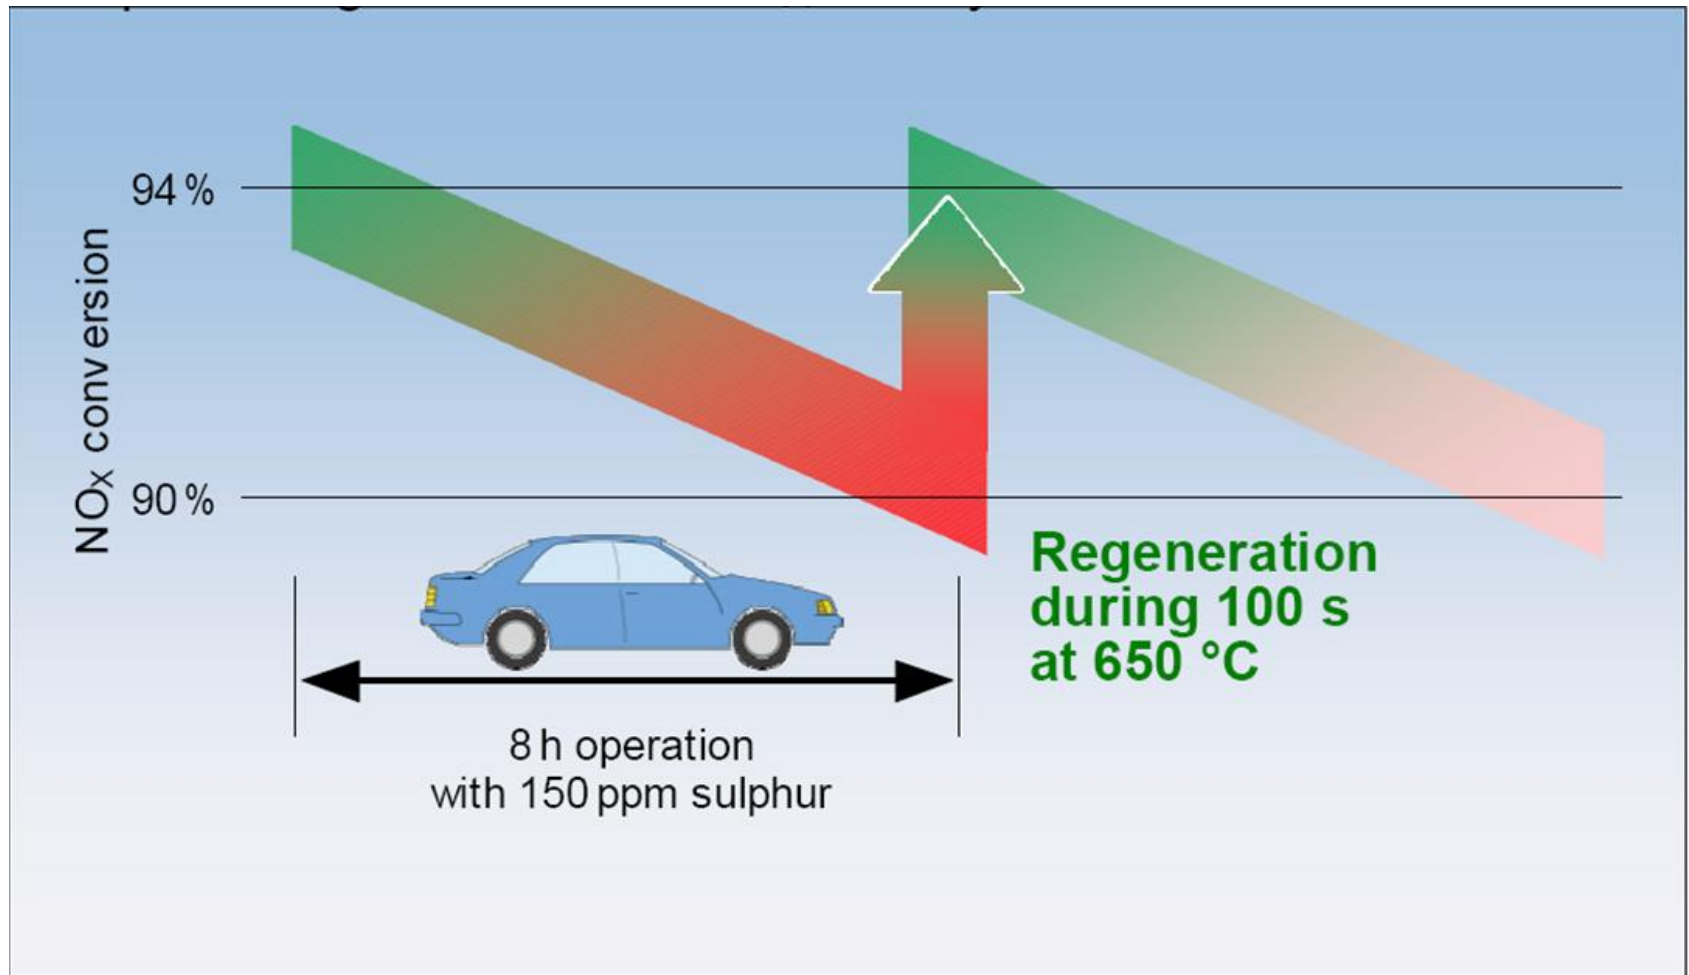 94 %
NOX conversion
90 %
Regeneration
during 100 s
at 650 °C
8 h operation
with 150 ppm sulphur